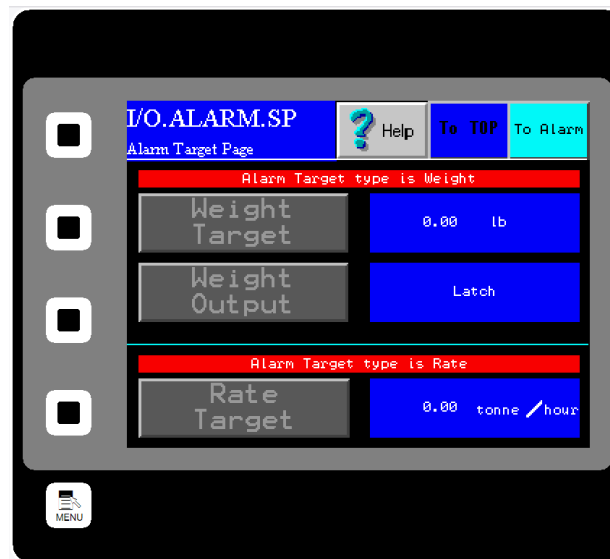 I/O.ALARM.SP
Alarm Target Page
? Help
To TOP
To Alarm
Alarm Target type is Weight
Weight
Target
0.00 lb
Weight
Output
Latch
Alarm Target type is Rate
Rate
Target
0.00 tonne / hour
MENU